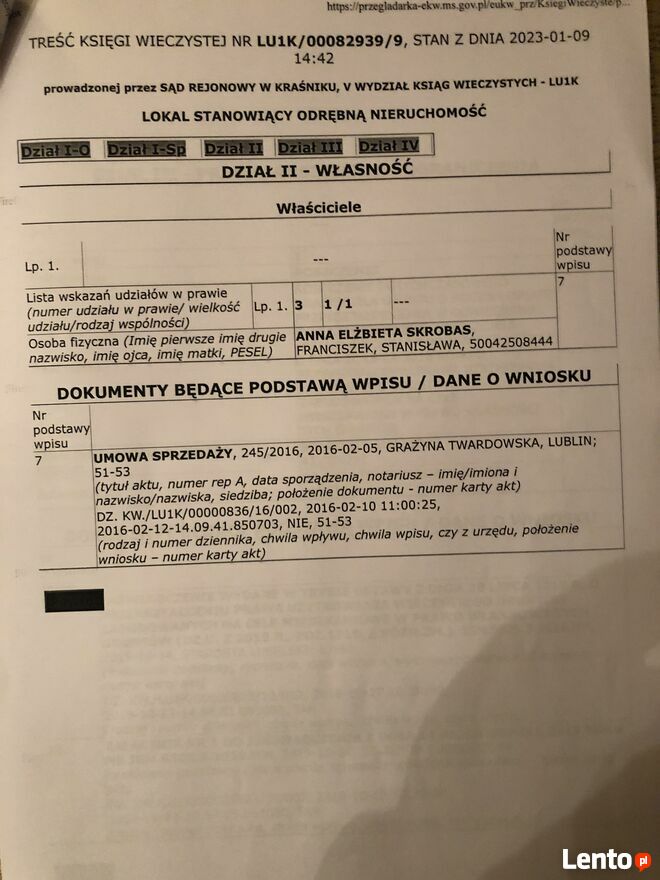 https://przegladarka-ekw.ms.gov.pl/eukw_prz/KsiegiWieczyste/p...
TREŚĆ KSIĘGI WIECZYSTEJ NR LU1K/00082939/9, STAN Z DNIA 2023-01-09
14:42
prowadzonej przez SĄD REJONOWY W KRAŚNIKU, V WYDZIAŁ KSIĄG WIECZYSTYCH - LU1K
LOKAL STANOWIĄCY ODRĘBNĄ NIERUCHOMOŚĆ
Dział I-O Dział I-Sp Dział II Dział III Dział IV
DZIAŁ II - WŁASNOŚĆ
Właściciele
Lp. 1. --- Nr
podstawy
wpisu
Lista wskazań udziałów w prawie
(numer udziału w prawie/ wielkość
udziału/rodzaj wspólności) Lp. 1. 3 1 /1 --- 7
Osoba fizyczna (Imię pierwsze imię drugie
nazwisko, imię ojca, imię matki, PESEL) ANNA ELŻBIETA SKROBAS,
FRANCISZEK, STANISŁAWA, 50042508444
DOKUMENTY BĘDĄCE PODSTAWĄ WPISU / DANE O WNIOSKU
Nr
podstawy
wpisu
7 UMOWA SPRZEDAŻY, 245/2016, 2016-02-05, GRAŻYNA TWARDOWSKA, LUBLIN;
51-53
(tytuł aktu, numer rep A, data sporządzenia, notariusz – imię/imiona i
nazwisko/nazwiska, siedziba; położenie dokumentu - numer karty akt)
DZ. KW./LU1K/00000836/16/002, 2016-02-10 11:00:25,
2016-02-12-14.09.41.850703, NIE, 51-53
(rodzaj i numer dziennika, chwila wpływu, chwila wpisu, czy z urzędu, położenie
wniosku – numer karty akt)
Lento.pl